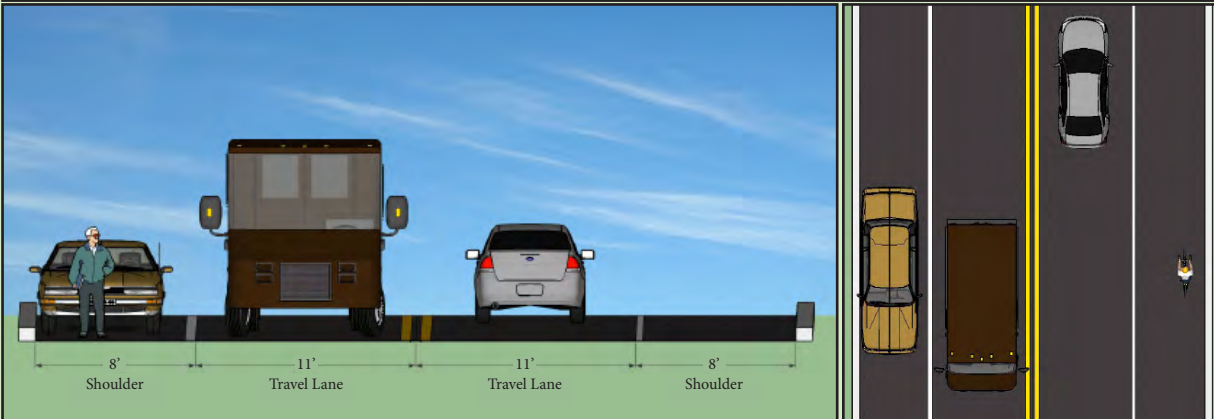 8’ 11’ 11’ 8’
Shoulder Travel Lane Travel Lane Shoulder